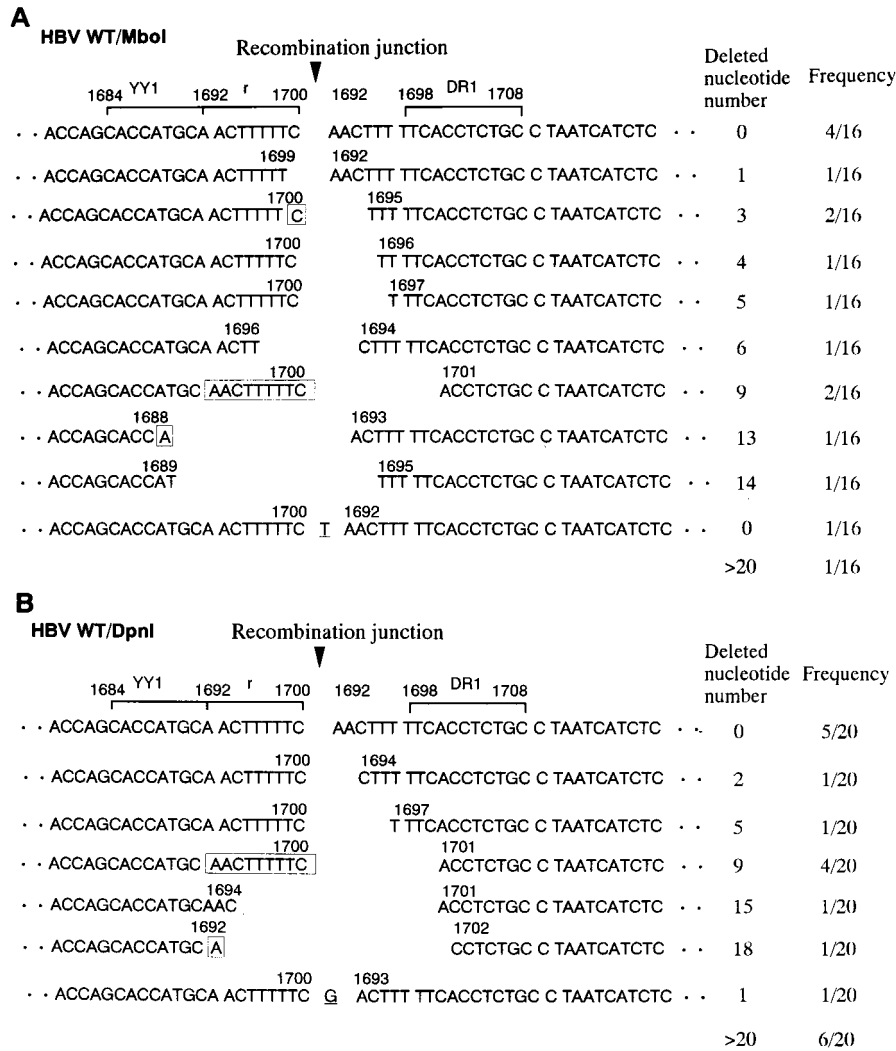 A
HBV WT/MboI
Recombination junction
Deleted nucleotide number
Frequency
YY1 r DR1
1684 1692 1700 1692 1698 1708
· · ACCAGCACCATGCA ACTTTTTC AACTTT TTCACCTCTGC C TAATCATCTC · · 0 4/16
1699 1692
· · ACCAGCACCATGCA ACTTTTT AACTTT TTCACCTCTGC C TAATCATCTC · · 1 1/16
1700 1695
· · ACCAGCACCATGCA ACTTTTT C TTT TTCACCTCTGC C TAATCATCTC · · 3 2/16
1700 1696
· · ACCAGCACCATGCA ACTTTTTC TT TTCACCTCTGC C TAATCATCTC · · 4 1/16
1700 1697
· · ACCAGCACCATGCA ACTTTTTC T TTCACCTCTGC C TAATCATCTC · · 5 1/16
1696 1694
· · ACCAGCACCATGCA ACTT CTTT TTCACCTCTGC C TAATCATCTC · · 6 1/16
1700 1701
· · ACCAGCACCATGC AACTTTTTC ACCTCTGC C TAATCATCTC · · 9 2/16
1688 1693
· · ACCAGCACC A ACTTT TTCACCTCTGC C TAATCATCTC · · 13 1/16
1689 1695
· · ACCAGCACCAT TTT TTCACCTCTGC C TAATCATCTC · · 14 1/16
1700 1692
· · ACCAGCACCATGCA ACTTTTTC T AACTTT TTCACCTCTGC C TAATCATCTC · · 0 1/16
>20 1/16
B
HBV WT/DpnI
Recombination junction
Deleted nucleotide number
Frequency
YY1 r DR1
1684 1692 1700 1692 1698 1708
· · ACCAGCACCATGCA ACTTTTTC AACTTT TTCACCTCTGC C TAATCATCTC · · 0 5/20
1700 1694
· · ACCAGCACCATGCA ACTTTTTC CTTT TTCACCTCTGC C TAATCATCTC · · 2 1/20
1700 1697
· · ACCAGCACCATGCA ACTTTTTC T TTCACCTCTGC C TAATCATCTC · · 5 1/20
1700 1701
· · ACCAGCACCATGC AACTTTTTC ACCTCTGC C TAATCATCTC · · 9 4/20
1694 1701
· · ACCAGCACCATGCAAC ACCTCTGC C TAATCATCTC · · 15 1/20
1692 1702
· · ACCAGCACCATGC A CCTCTGC C TAATCATCTC · · 18 1/20
1700 1693
· · ACCAGCACCATGCA ACTTTTTC G ACTTT TTCACCTCTGC C TAATCATCTC · · 1 1/20
>20 6/20